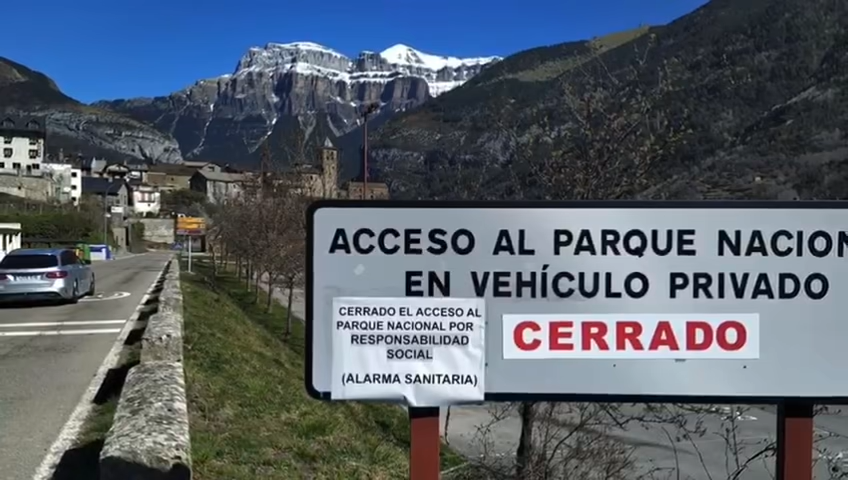 ACCESO AL PARQUE NACION
EN VEHÍCULO PRIVADO
CERRADO EL ACCESO AL
PARQUE NACIONAL POR
RESPONSABILIDAD
SOCIAL
(ALARMA SANITARIA)
CERRADO